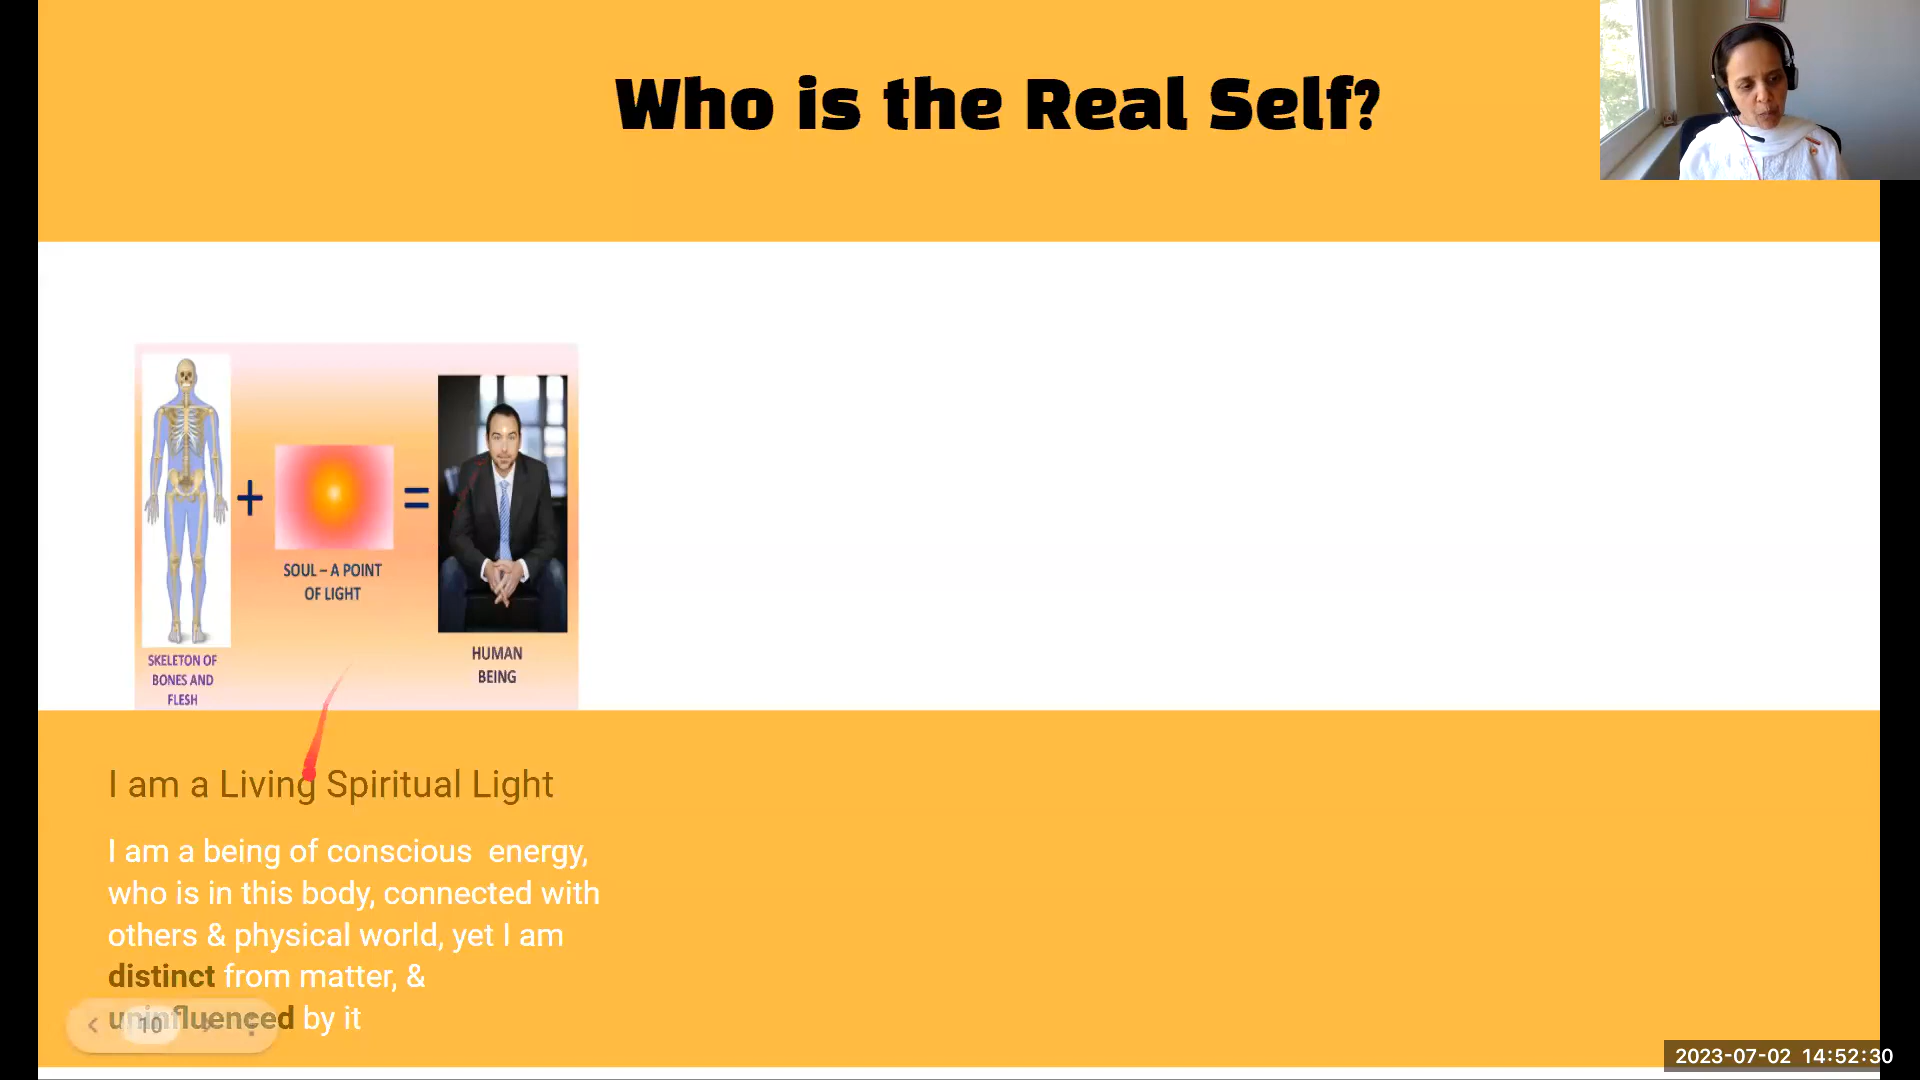 Who is the Real Self?
+
=
SOUL – A POINT
OF LIGHT
SKELETON OF
BONES AND
FLESH
HUMAN
BEING
I am a Living Spiritual Light
I am a being of conscious  energy,
who is in this body, connected with
others & physical world, yet I am
distinct from matter, &
uninfluenced by it
10
2023-07-02 14:52:30